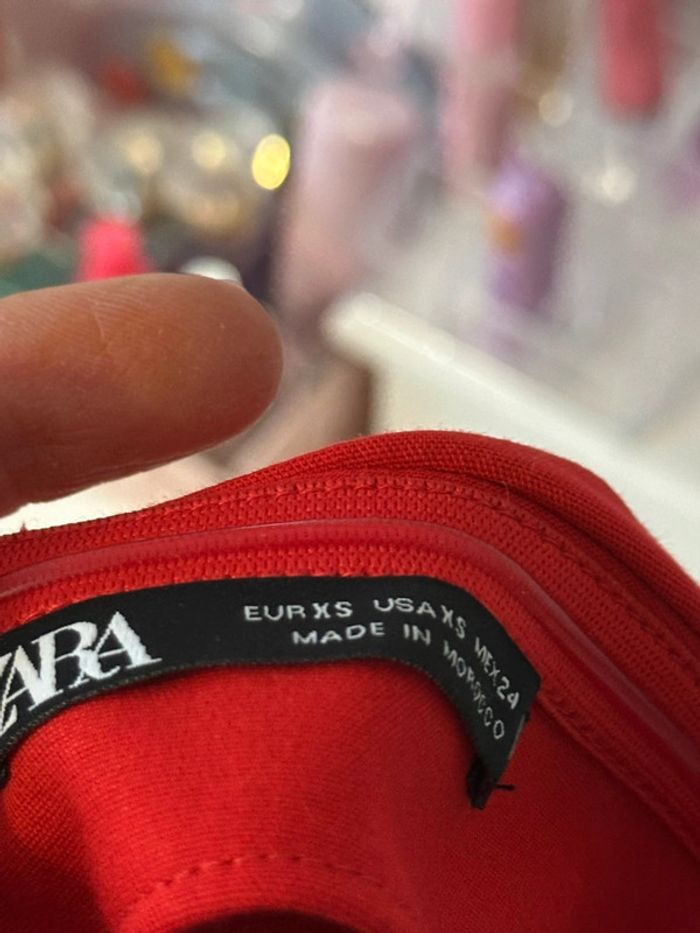 ZARA
EUR XS USA XS MEX 24
MADE IN MOROCCO